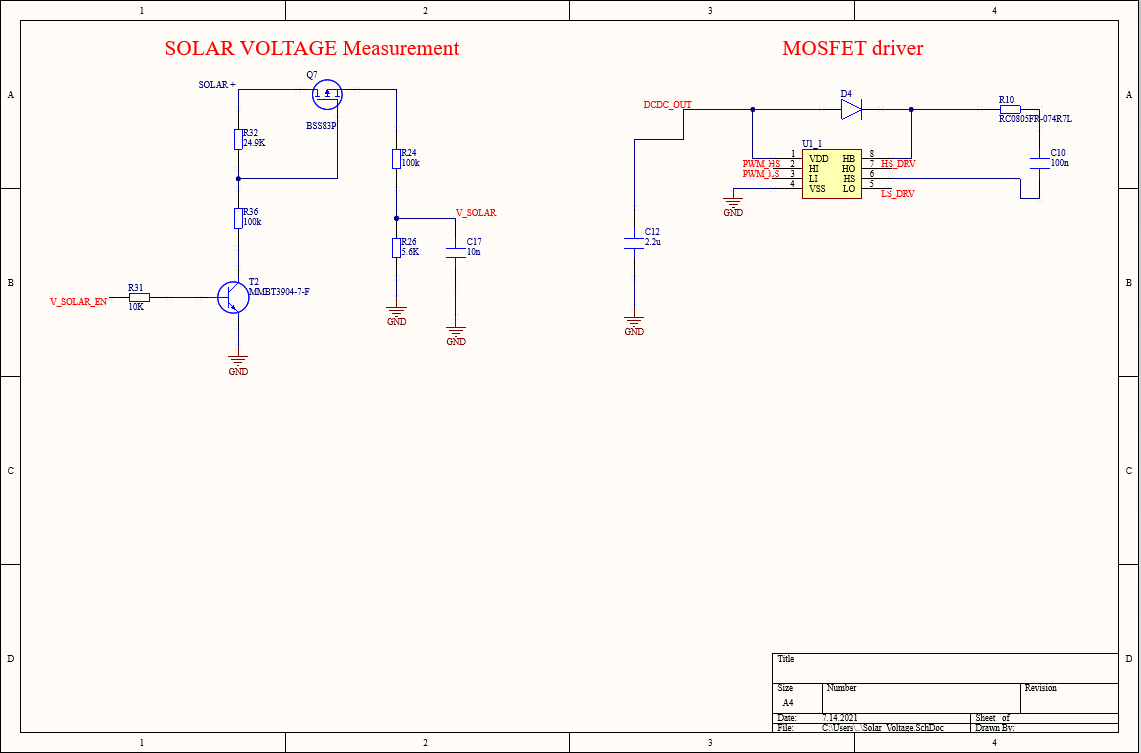 1 2 3 4
SOLAR VOLTAGE Measurement
MOSFET driver
A
A
SOLAR +
Q7
BSS83P
R32
24.9K
R24
100k
R36
100k
V_SOLAR
R26
5.6K
C17
10n
T2
MMBT3904-7-F
R31
10K
V_SOLAR_EN
GND
GND
GND
DCDC_OUT
D4
R10
RC0805FR-074R7L
C10
100n
U1_1
PWM_HS
PWM_LS
1 VDD HB 8
2 HI HO 7
3 LI HS 6
4 VSS LO 5
HS_DRV
LS_DRV
GND
C12
2.2u
GND
B
B
C
C
D
D
Title
Size
A4
Number
Revision
Date: 7.14.2021 Sheet of
File: C:\Users\..\Solar_Voltage.SchDoc Drawn By:
1 2 3 4